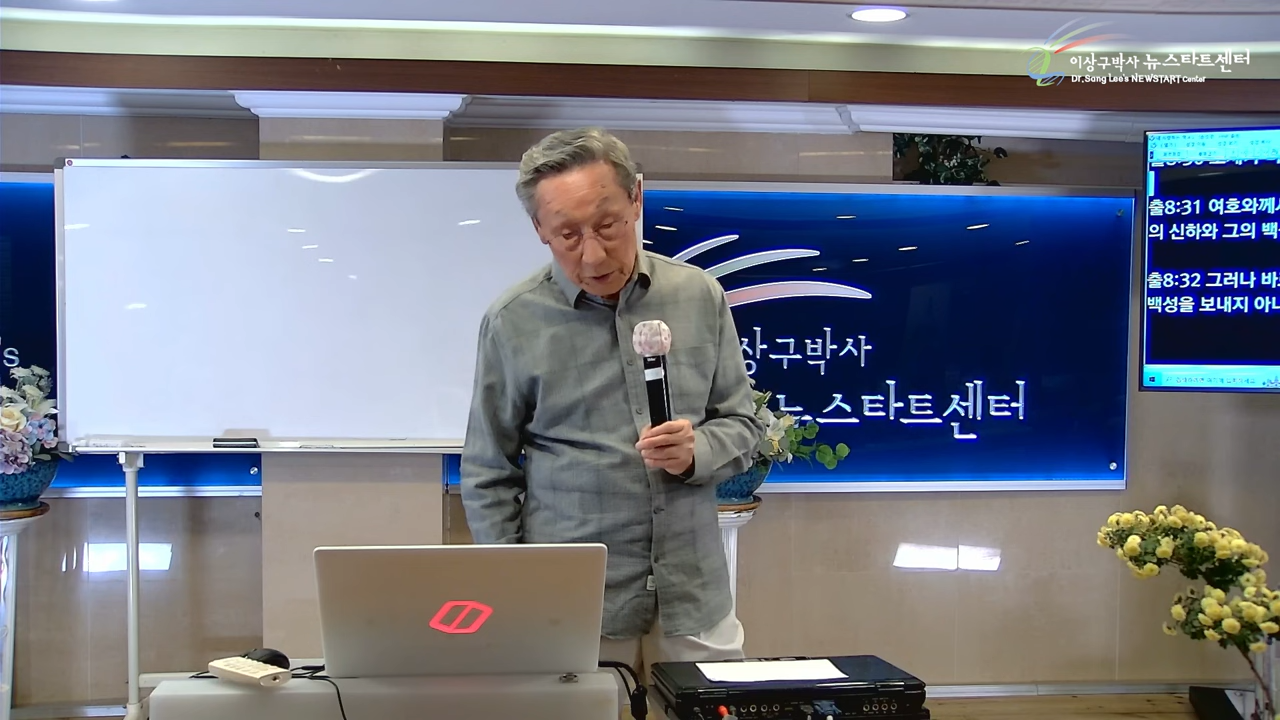 이상구박사 뉴스타트센터
Dr.Sang Lee's NEWSTART Center
출8:31 여호와께서
의 신하와 그의 백
출8:32 그러나 바
백성을 보내지 아니
's
상구박사
뉴스타트센터